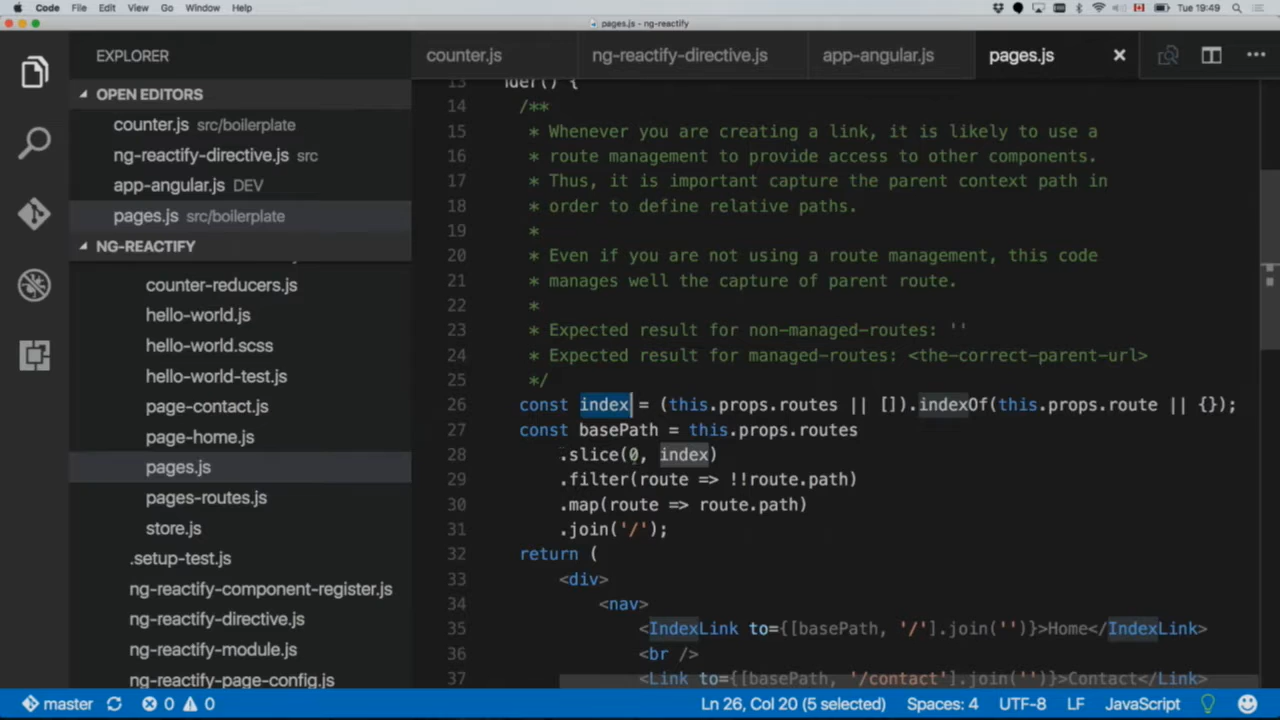 Code File Edit View Go Window Help Tue 19:49
pages.js - ng-reactify
EXPLORER
counter.js ng-reactify-directive.js app-angular.js pages.js
OPEN EDITORS
counter.js src/boilerplate
ng-reactify-directive.js src
app-angular.js DEV
pages.js src/boilerplate
NG-REACTIFY
counter-reducers.js
hello-world.js
hello-world.scss
hello-world-test.js
page-contact.js
page-home.js
pages.js
pages-routes.js
store.js
.setup-test.js
ng-reactify-component-register.js
ng-reactify-directive.js
ng-reactify-module.js
ng-reactify-page-config.js
13 der() {
14 /**
15 * Whenever you are creating a link, it is likely to use a
16 * route management to provide access to other components.
17 * Thus, it is important capture the parent context path in
18 * order to define relative paths.
19 *
20 * Even if you are not using a route management, this code
21 * manages well the capture of parent route.
22 *
23 * Expected result for non-managed-routes: ''
24 * Expected result for managed-routes: <the-correct-parent-url>
25 */
26 const index = (this.props.routes || []).indexOf(this.props.route || {});
27 const basePath = this.props.routes
28 .slice(0, index)
29 .filter(route => !!route.path)
30 .map(route => route.path)
31 .join('/');
32 return (
33 <div>
34 <nav>
35 <IndexLink to={[basePath, '/'].join('')}>Home</IndexLink>
36 <br />
37 <Link to={[basePath, '/contact'].join('')}>Contact</Link>
master 0 0 Ln 26, Col 20 (5 selected) Spaces: 4 UTF-8 LF JavaScript